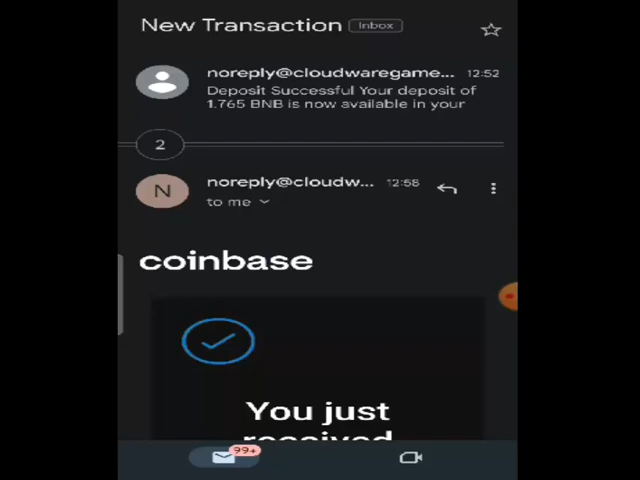 New Transaction Inbox
noreply@cloudwaregame... 12:52
Deposit Successful Your deposit of
1.765 BNB is now available in your
2
N noreply@cloudw... 12:58
to me
coinbase
You just
received
99+